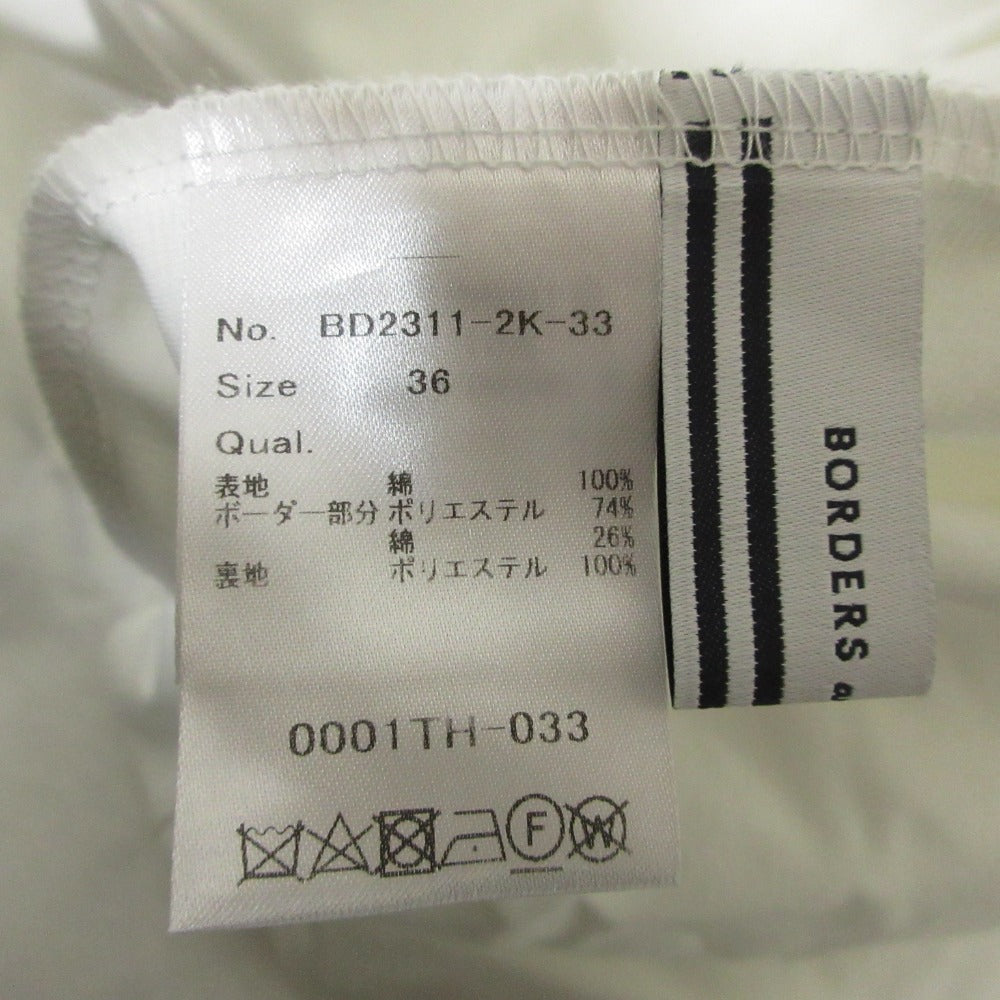 No. BD2311-2K-33
Size 36
Qual.
表地 綿 100%
ボーダー部分 ポリエステル 74%
綿 26%
裏地 ポリエステル 100%
0001TH-033
F W
BORDERS